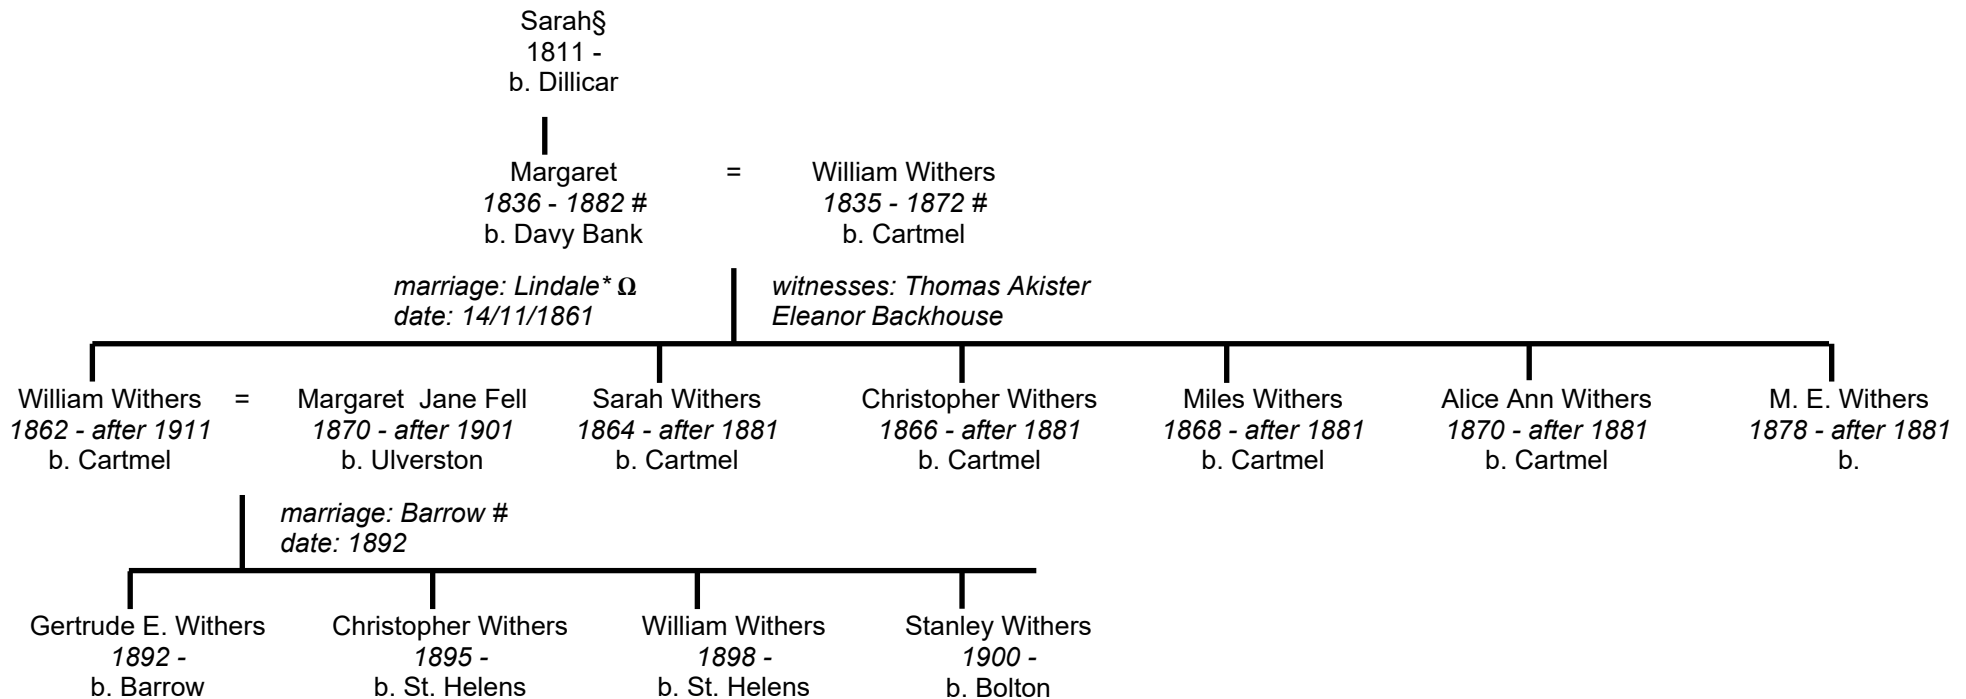 Sarah§
1811 -
b. Dillicar
Margaret = William Withers
1836 - 1882 # 1835 - 1872 #
b. Davy Bank b. Cartmel
marriage: Lindale* Ω witnesses: Thomas Akister
date: 14/11/1861 Eleanor Backhouse
William Withers = Margaret Jane Fell Sarah Withers Christopher Withers Miles Withers Alice Ann Withers M. E. Withers
1862 - after 1911 1870 - after 1901 1864 - after 1881 1866 - after 1881 1868 - after 1881 1870 - after 1881 1878 - after 1881
b. Cartmel b. Ulverston b. Cartmel b. Cartmel b. Cartmel b. Cartmel b.
marriage: Barrow #
date: 1892
Gertrude E. Withers Christopher Withers William Withers Stanley Withers
1892 - 1895 - 1898 - 1900 -
b. Barrow b. St. Helens b. St. Helens b. Bolton